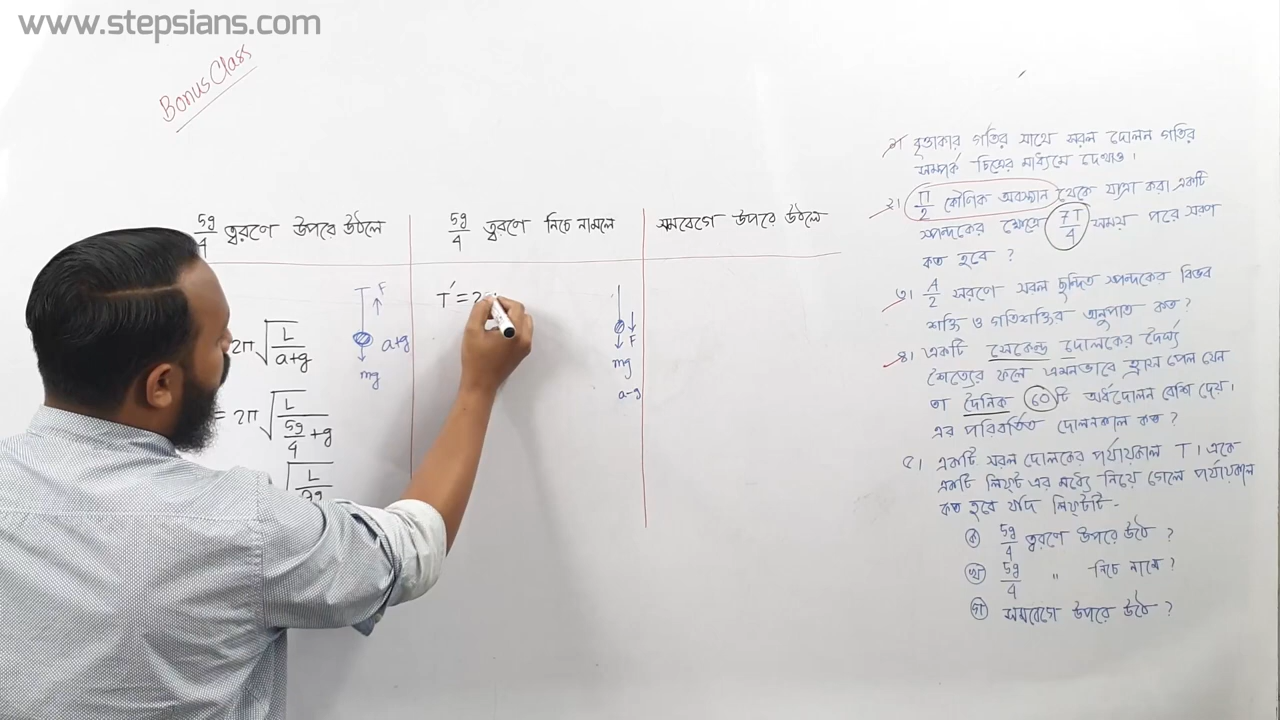 www.stepsians.com
Bonus Class
5g/4 ত্বরণে উপরে উঠলে
5g/4 ত্বরণে নিচে নামলে
সমবেগে উপরে উঠলে
F
a+g
mg
2π√(L/(a+g))
= 2π√(L/(5g/4+g))
T′ = 2
F
mg
a-g
১। বৃত্তাকার গতির সাথে সরল দোলন গতির
সম্পর্ক চিত্রের মাধ্যমে দেখাও।
২। π/2 কৌণিক অবস্থান থেকে যাত্রা করা একটি
স্পন্দকের ক্ষেত্রে 7T/4 সময় পরে সরণ
কত হবে ?
৩। A/2 সরণে সরল ছন্দিত স্পন্দকের বিভব
শক্তি ও গতিশক্তির অনুপাত কত?
৪। একটি সেকেন্ড দোলকের দৈর্ঘ্য
শৈত্যের ফলে এমনভাবে হ্রাস পেল যেন
তা দৈনিক 60টি অর্ধদোলন বেশি দেয়।
এর পরিবর্তিত দোলনকাল কত ?
৫। একটি সরল দোলকের পর্যায়কাল T। একে
একটি লিফ্ট এর মধ্যে নিয়ে গেলে পর্যায়কাল
কত হবে যদি লিফ্টটি -
ক 5g/4 ত্বরণে উপরে উঠে ?
খ 5g/4 " নিচে নামে ?
গ সমবেগে উপরে উঠে ?